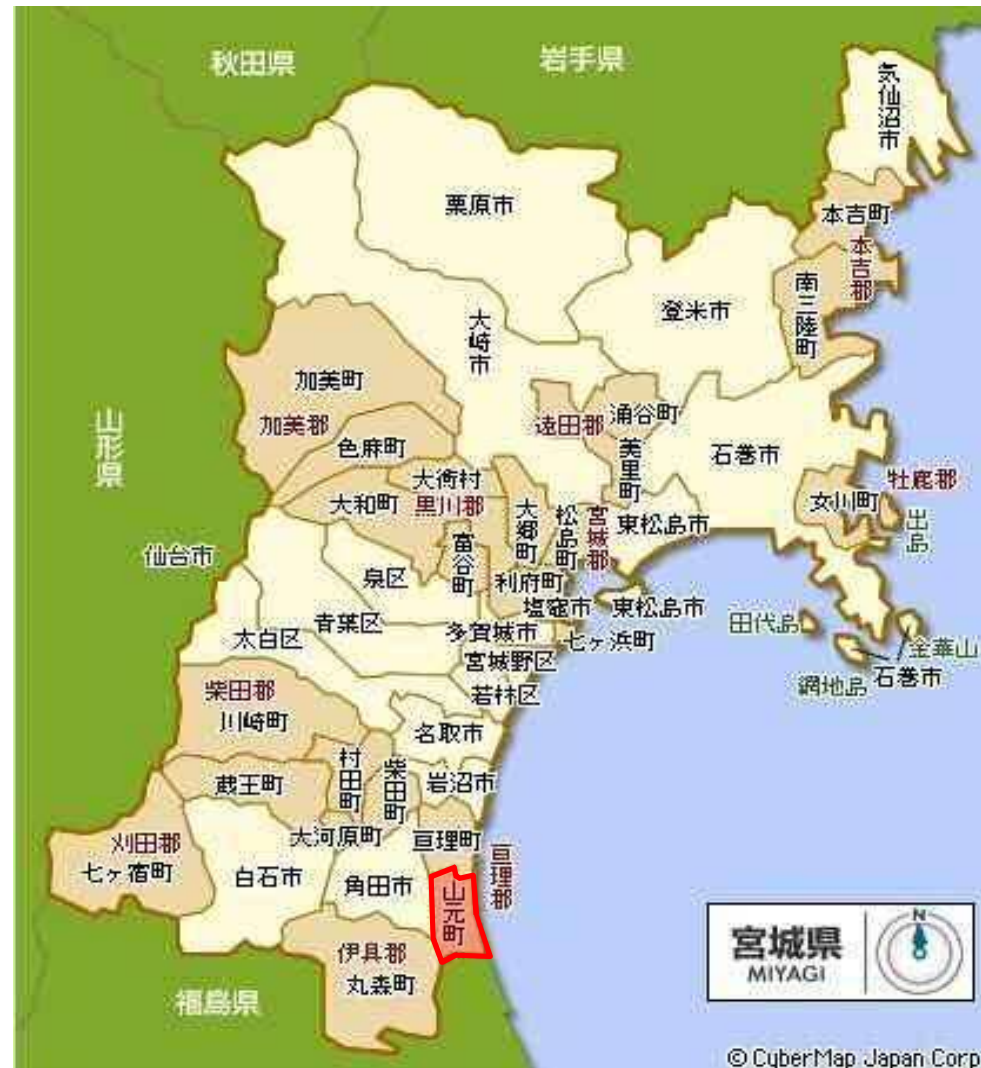 秋田県
岩手県
気仙沼市
栗原市
本吉町
本吉郡
南三陸町
登米市
大崎市
加美町
加美郡
色麻町
遠田郡
涌谷町
美里町
石巻市
山形県
大衡村
大和町
黒川郡
大郷町
松島町
宮城郡
東松島市
女川町
牡鹿郡
出島
仙台市
泉区
富谷町
利府町
塩竈市
東松島市
田代島
青葉区
太白区
多賀城市
七ヶ浜町
金華山
宮城野区
石巻市
網地島
若林区
柴田郡
川崎町
名取市
村田町
柴田町
岩沼市
蔵王町
大河原町
亘理町
亘理郡
刈田郡
七ヶ宿町
白石市
角田市
山元町
伊具郡
丸森町
福島県
宮城県
MIYAGI
N
© CyberMap Japan Corp